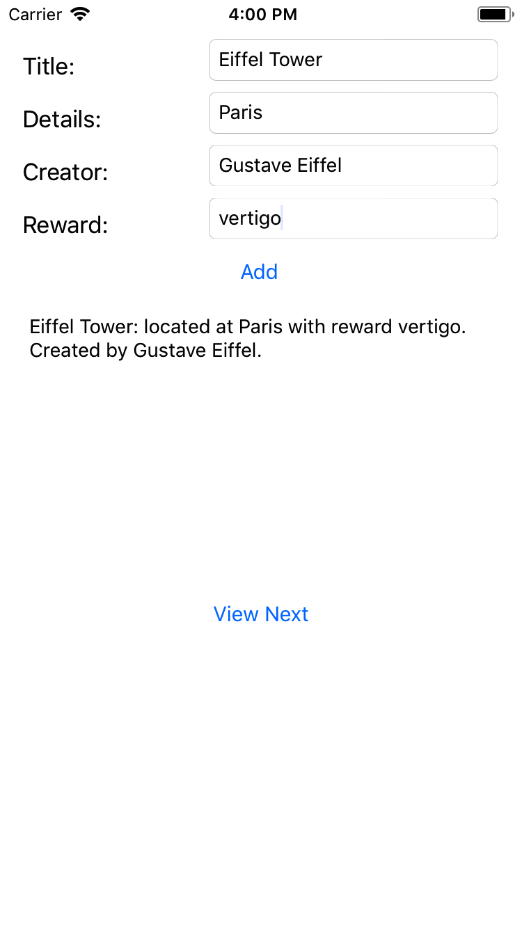 Carrier 4:00 PM
Title: Eiffel Tower
Details: Paris
Creator: Gustave Eiffel
Reward: vertigo
Add
Eiffel Tower: located at Paris with reward vertigo.
Created by Gustave Eiffel.
View Next